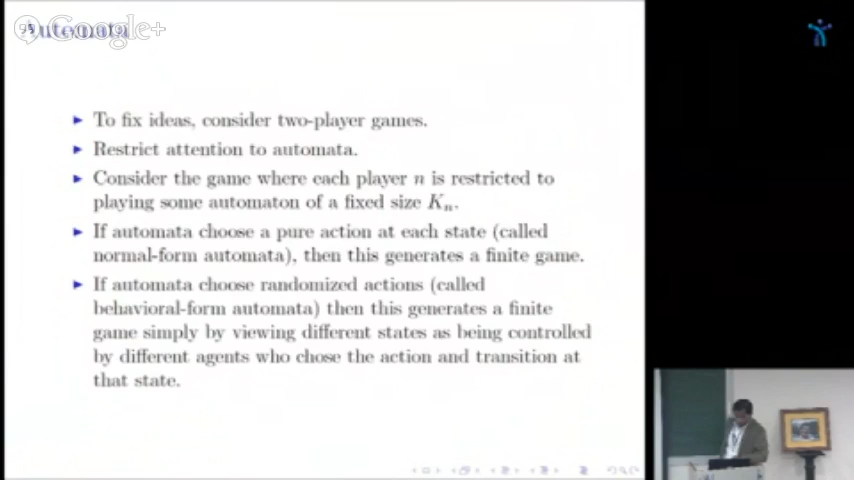 Automata
Google+
To fix ideas, consider two-player games.
Restrict attention to automata.
Consider the game where each player n is restricted to
playing some automaton of a fixed size Kₙ.
If automata choose a pure action at each state (called
normal-form automata), then this generates a finite game.
If automata choose randomized actions (called
behavioral-form automata) then this generates a finite
game simply by viewing different states as being controlled
by different agents who chose the action and transition at
that state.